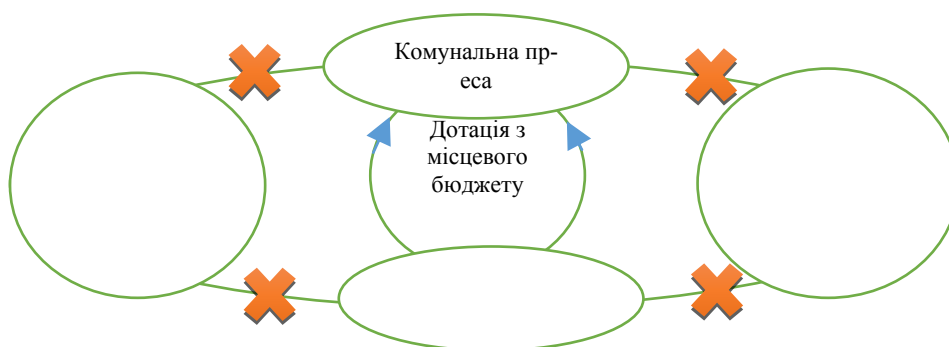 Комунальна пр-
еса
Дотація з
місцевого
бюджету